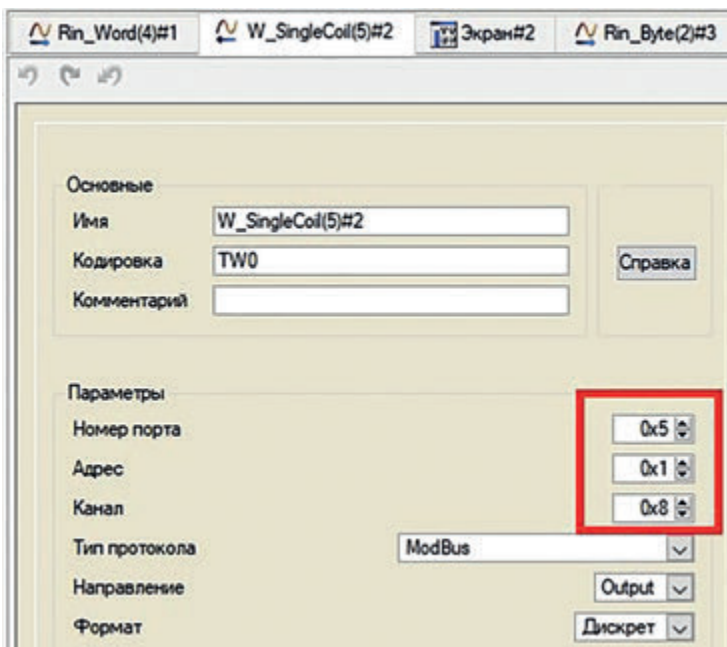 Rin_Word(4)#1 W_SingleCoil(5)#2 Экран#2 Rin_Byte(2)#3
Основные
Имя W_SingleCoil(5)#2
Кодировка TW0
Справка
Комментарий
Параметры
Номер порта 0x5
Адрес 0x1
Канал 0x8
Тип протокола ModBus
Направление Output
Формат Дискрет